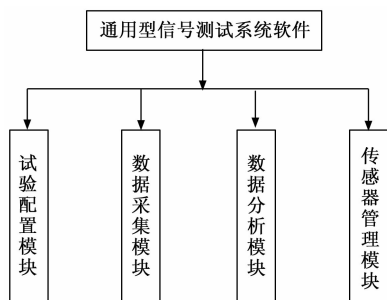 通用型信号测试系统软件
试验配置模块
数据采集模块
数据分析模块
传感器管理模块